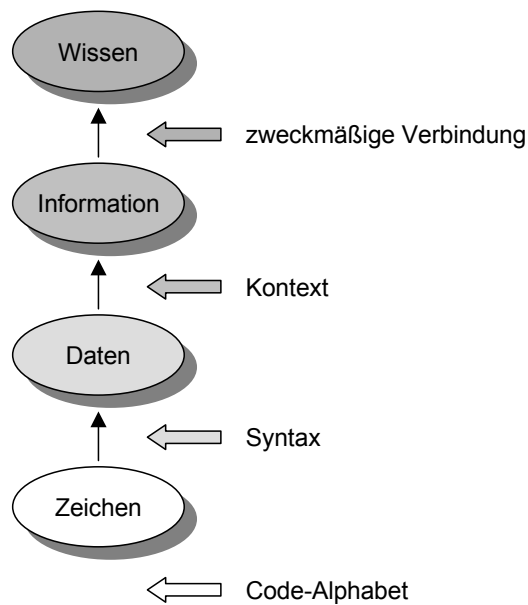 Wissen
zweckmäßige Verbindung
Information
Kontext
Daten
Syntax
Zeichen
Code-Alphabet